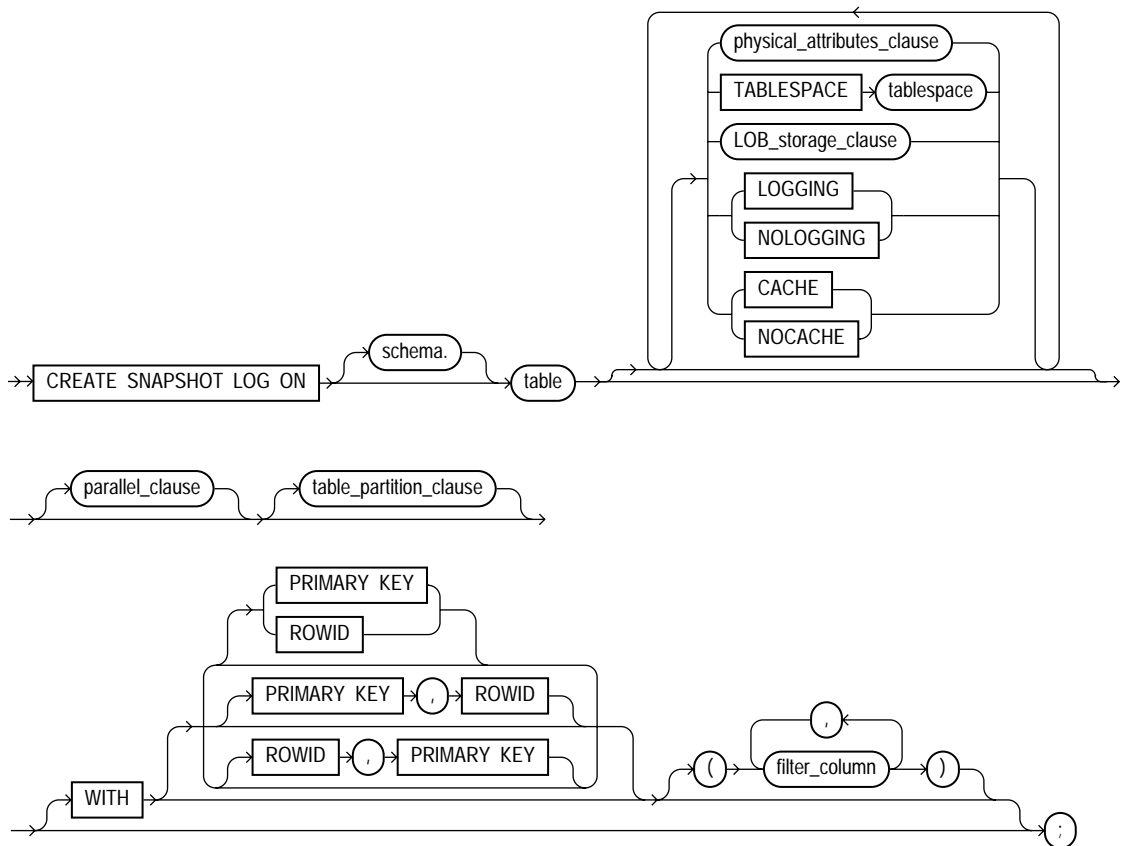 physical_attributes_clause
TABLESPACE tablespace
LOB_storage_clause
LOGGING
NOLOGGING
CACHE
NOCACHE
schema.
CREATE SNAPSHOT LOG ON table
parallel_clause table_partition_clause
PRIMARY KEY
ROWID
PRIMARY KEY , ROWID
,
ROWID , PRIMARY KEY
( filter_column )
WITH
;